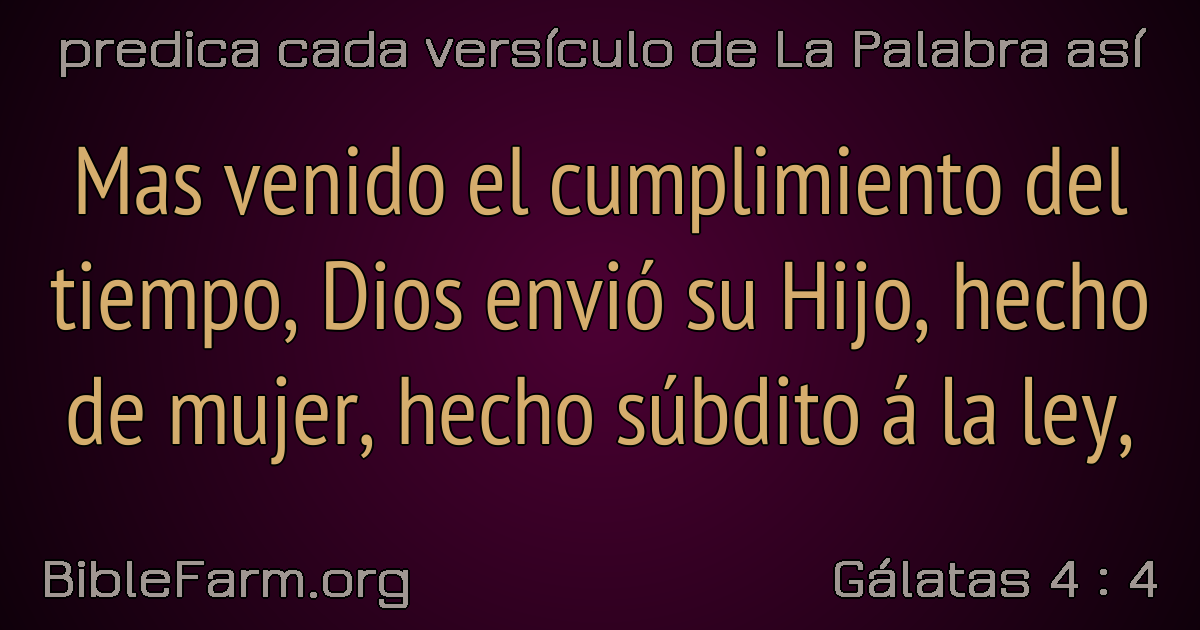 predica cada versículo de La Palabra así
Mas venido el cumplimiento del
tiempo, Dios envió su Hijo, hecho
de mujer, hecho súbdito á la ley,
BibleFarm.org
Gálatas 4 : 4